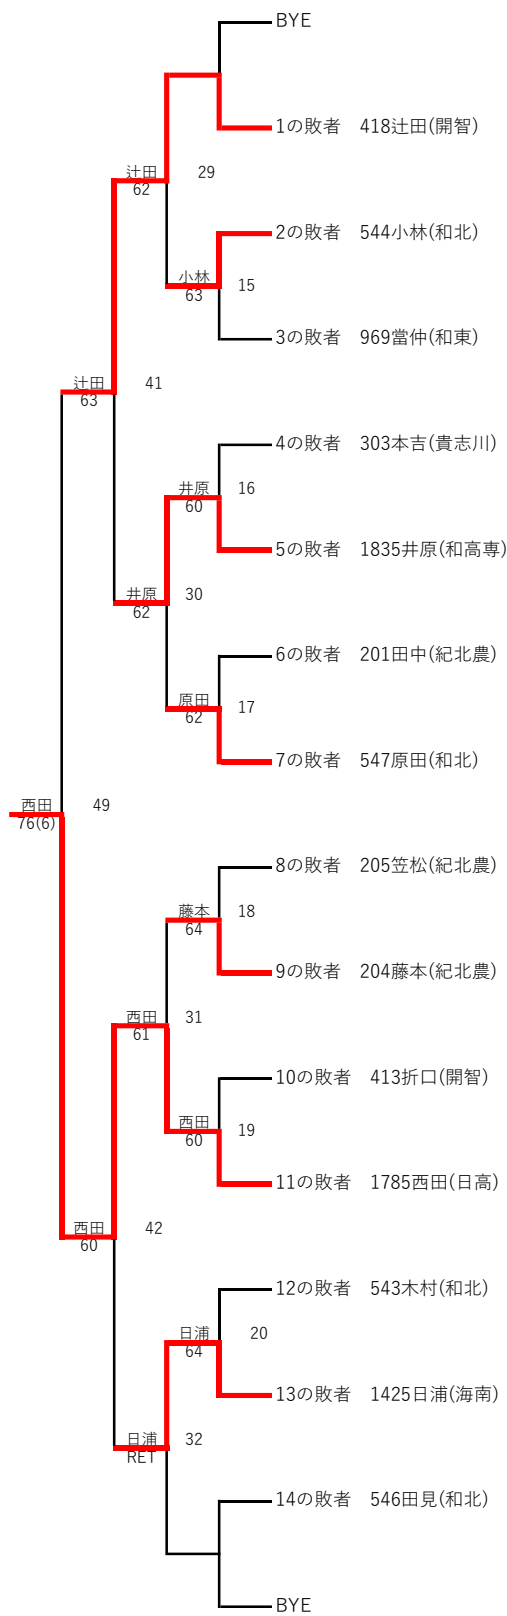 BYE
1の敗者 418辻田(開智)
辻田 29
62
2の敗者 544小林(和北)
小林 15
63
3の敗者 969當仲(和東)
辻田 41
63
4の敗者 303本吉(貴志川)
井原 16
60
5の敗者 1835井原(和高専)
井原 30
62
6の敗者 201田中(紀北農)
原田 17
62
7の敗者 547原田(和北)
西田 49
76(6)
8の敗者 205笠松(紀北農)
藤本 18
64
9の敗者 204藤本(紀北農)
西田 31
61
10の敗者 413折口(開智)
西田 19
60
11の敗者 1785西田(日高)
西田 42
60
12の敗者 543木村(和北)
日浦 20
64
13の敗者 1425日浦(海南)
日浦 32
RET
14の敗者 546田見(和北)
BYE